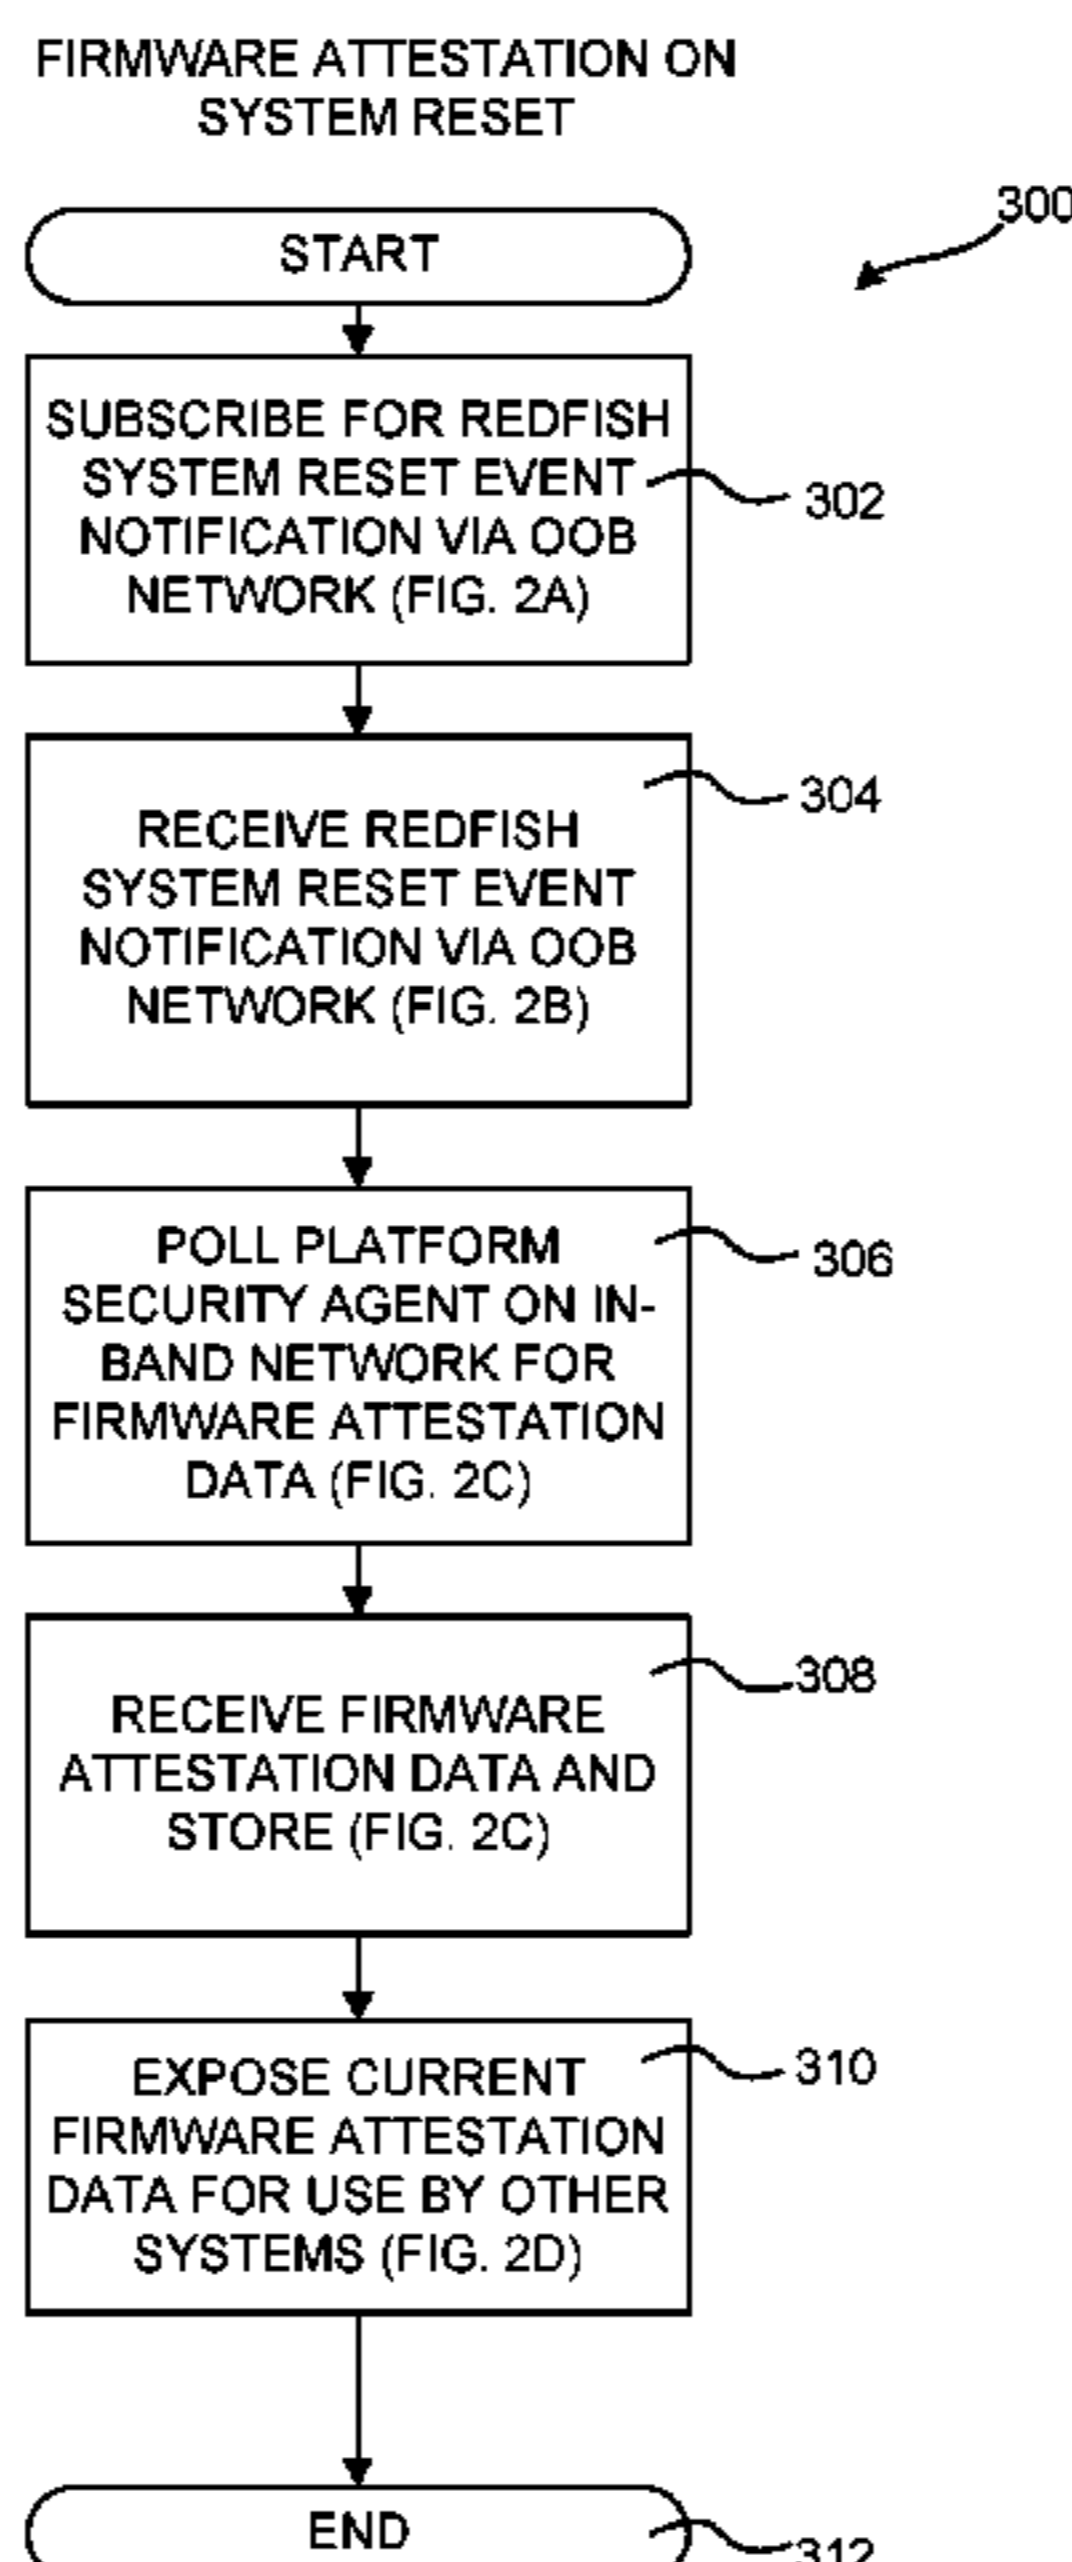 FIRMWARE ATTESTATION ON
SYSTEM RESET
START
300
SUBSCRIBE FOR REDFISH
SYSTEM RESET EVENT
NOTIFICATION VIA OOB
NETWORK (FIG. 2A)
302
RECEIVE REDFISH
SYSTEM RESET EVENT
NOTIFICATION VIA OOB
NETWORK (FIG. 2B)
304
POLL PLATFORM
SECURITY AGENT ON IN-
BAND NETWORK FOR
FIRMWARE ATTESTATION
DATA (FIG. 2C)
306
RECEIVE FIRMWARE
ATTESTATION DATA AND
STORE (FIG. 2C)
308
EXPOSE CURRENT
FIRMWARE ATTESTATION
DATA FOR USE BY OTHER
SYSTEMS (FIG. 2D)
310
END
312